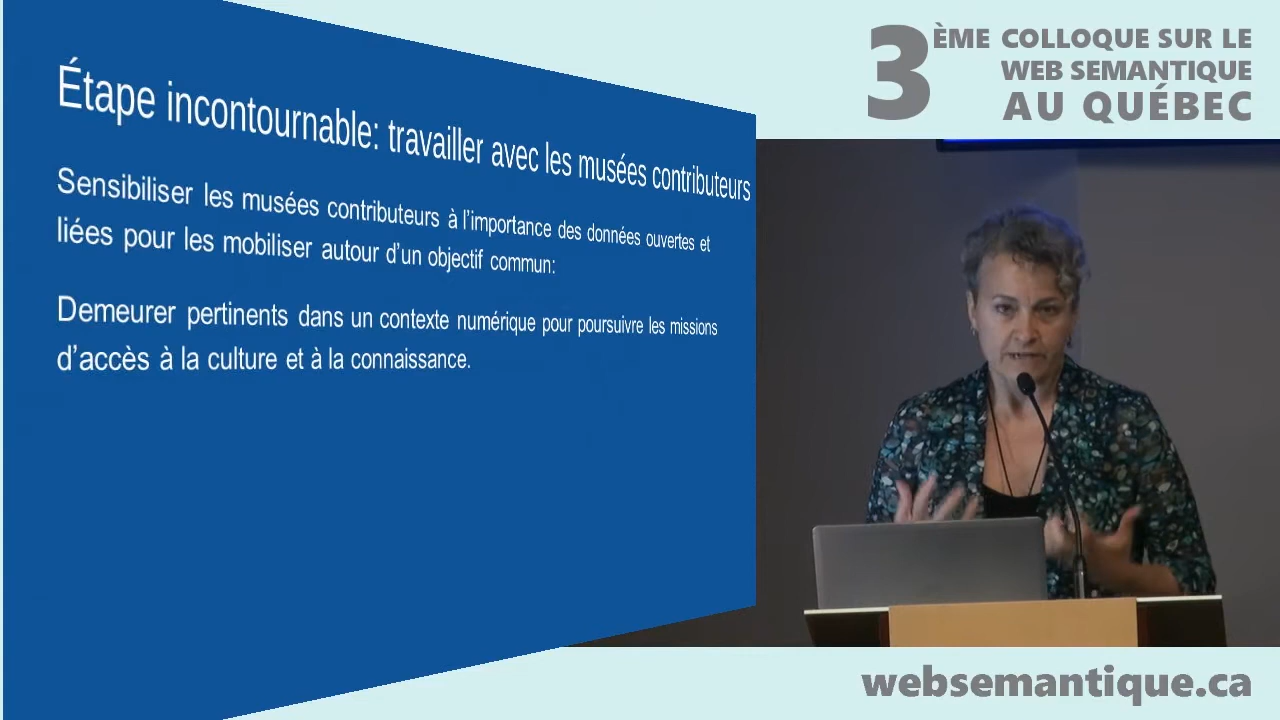 Étape incontournable: travailler avec les musées contributeurs
Sensibiliser les musées contributeurs à l’importance des données ouvertes et
liées pour les mobiliser autour d’un objectif commun:
Demeurer pertinents dans un contexte numérique pour poursuivre les missions
d’accès à la culture et à la connaissance.
3ÈME COLLOQUE SUR LE
WEB SEMANTIQUE
AU QUÉBEC
websemantique.ca